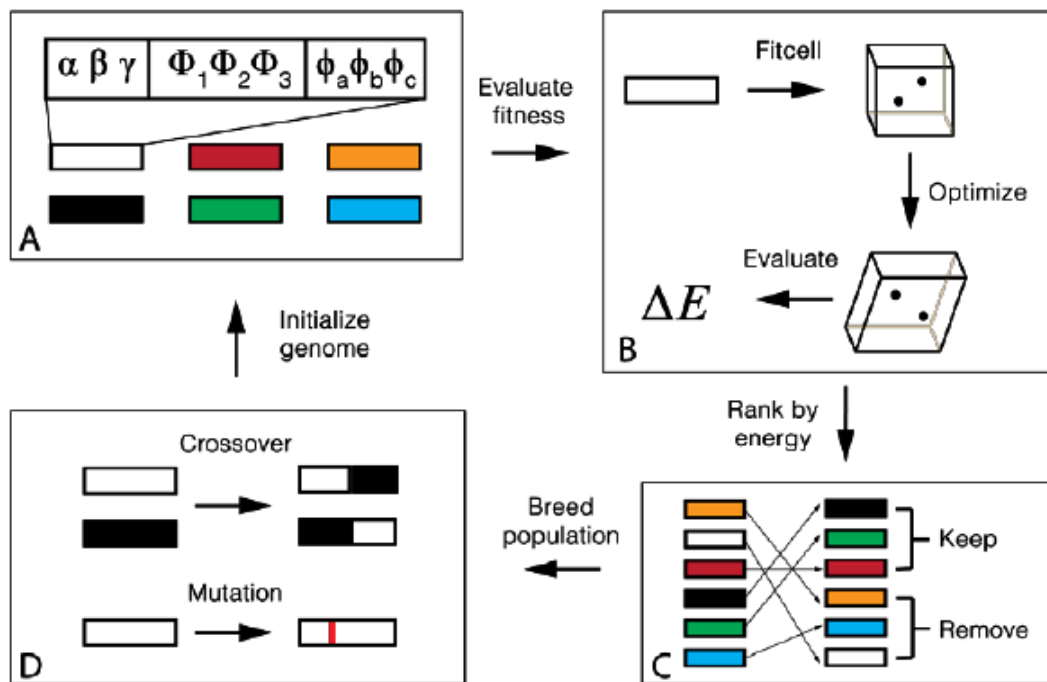 α β γ Φ1Φ2Φ3 ϕaϕbϕc
A
Evaluate
fitness
Fitcell
Optimize
Evaluate
ΔE
B
Rank by
energy
Keep
Remove
C
Breed
population
Crossover
Mutation
D
Initialize
genome